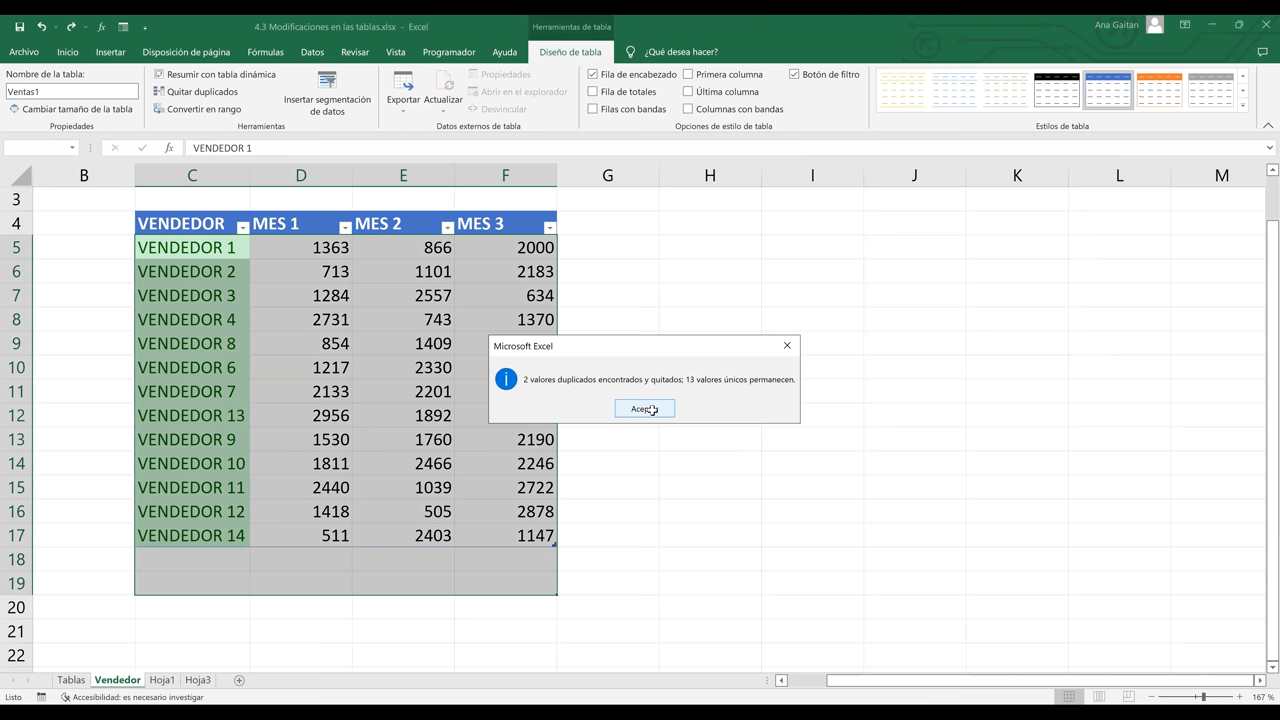 4.3 Modificaciones en las tablas.xlsx - Excel
Herramientas de tabla
Ana Gaitan
Archivo Inicio Insertar Disposición de página Fórmulas Datos Revisar Vista Programador Ayuda Diseño de tabla ¿Qué desea hacer?
Nombre de la tabla:
Ventas1
Cambiar tamaño de la tabla
Propiedades
Resumir con tabla dinámica
Convertir en rango
Herramientas
de datos
Exportar Actualizar
Propiedades
Desvincular
Datos externos de tabla
Fila de encabezado Primera columna Botón de filtro
Fila de totales Última columna
Filas con bandas Columnas con bandas
Opciones de estilo de tabla
Estilos de tabla
fx VENDEDOR 1
B C D E F G H I J K L M
3
4 VENDEDOR MES 1 MES 2 MES 3
5 VENDEDOR 1 1363 866 2000
6 VENDEDOR 2 713 1101 2183
7 VENDEDOR 3 1284 2557 634
8 VENDEDOR 4 2731 743 1370
9 VENDEDOR 8 854 1409
10 VENDEDOR 6 1217 2330
11 VENDEDOR 7 2133 2201
12 VENDEDOR 13 2956 1892
13 VENDEDOR 9 1530 1760 2190
14 VENDEDOR 10 1811 2466 2246
15 VENDEDOR 11 2440 1039 2722
16 VENDEDOR 12 1418 505 2878
17 VENDEDOR 14 511 2403 1147
18
19
20
21
22
Microsoft Excel
2 valores duplicados encontrados y quitados; 13 valores únicos permanecen.
Tablas Vendedor Hoja1 Hoja3
Listo Accesibilidad: es necesario investigar 167 %